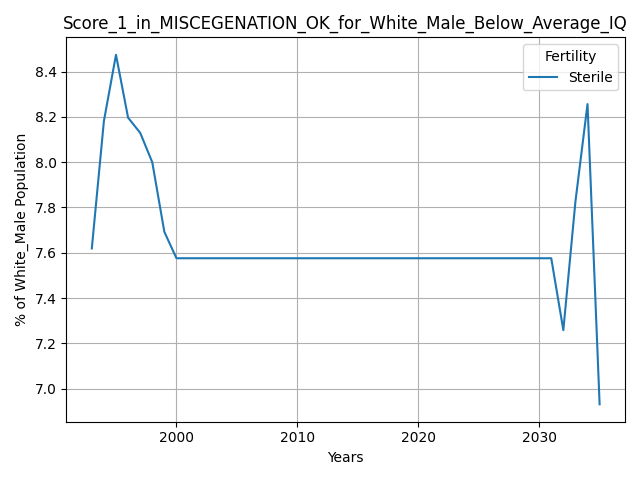 Score_1_in_MISCEGENATION_OK_for_White_Male_Below_Average_IQ
Fertility
Sterile
% of White_Male Population
8.4
8.2
8.0
7.8
7.6
7.4
7.2
7.0
2000 2010 2020 2030
Years